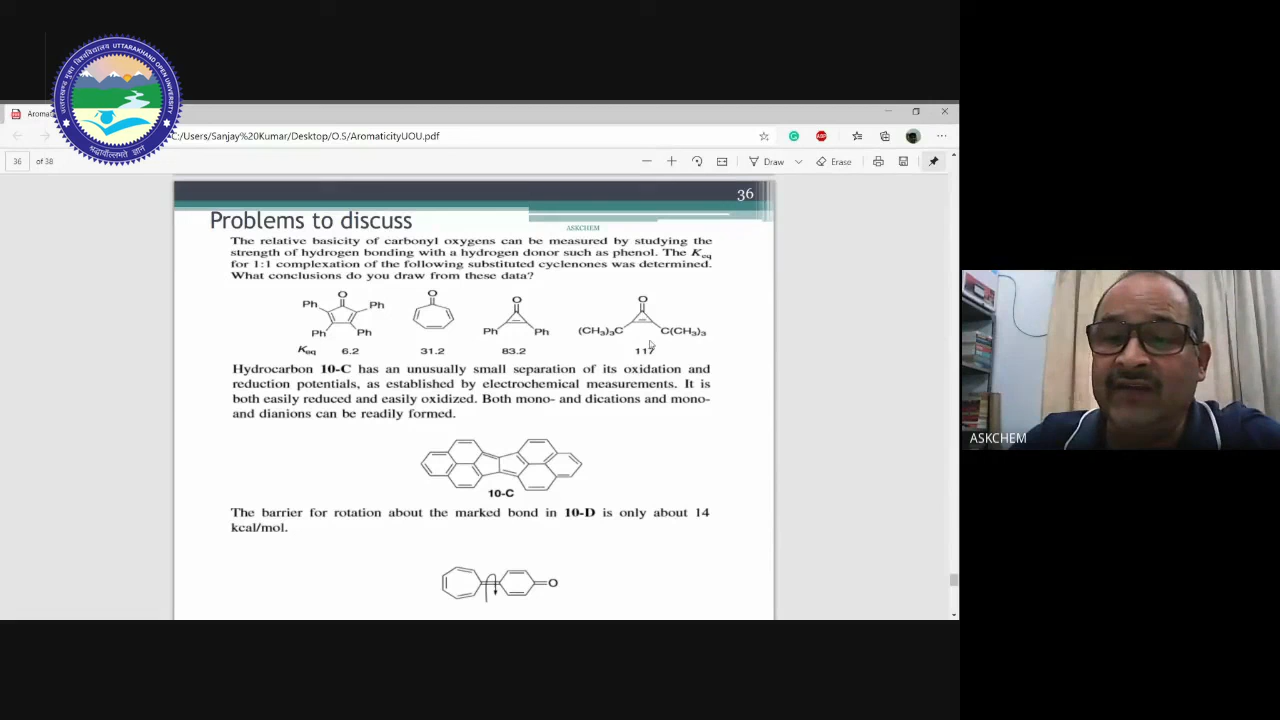 UTTARAKHAND OPEN UNIVERSITY
C:/Users/Sanjay%20Kumar/Desktop/O.S/AromaticityUOU.pdf
36 of 38
Draw
Erase
36
Problems to discuss
ASKCHEM
The relative basicity of carbonyl oxygens can be measured by studying the
strength of hydrogen bonding with a hydrogen donor such as phenol. The Keq
for 1:1 complexation of the following substituted cyclenones was determined.
What conclusions do you draw from these data?
O O O O
Ph Ph
Ph Ph Ph Ph (CH3)3C C(CH3)3
Keq 6.2 31.2 83.2 117
Hydrocarbon 10-C has an unusually small separation of its oxidation and
reduction potentials, as established by electrochemical measurements. It is
both easily reduced and easily oxidized. Both mono- and dications and mono-
and dianions can be readily formed.
10-C
The barrier for rotation about the marked bond in 10-D is only about 14
kcal/mol.
O
ASKCHEM